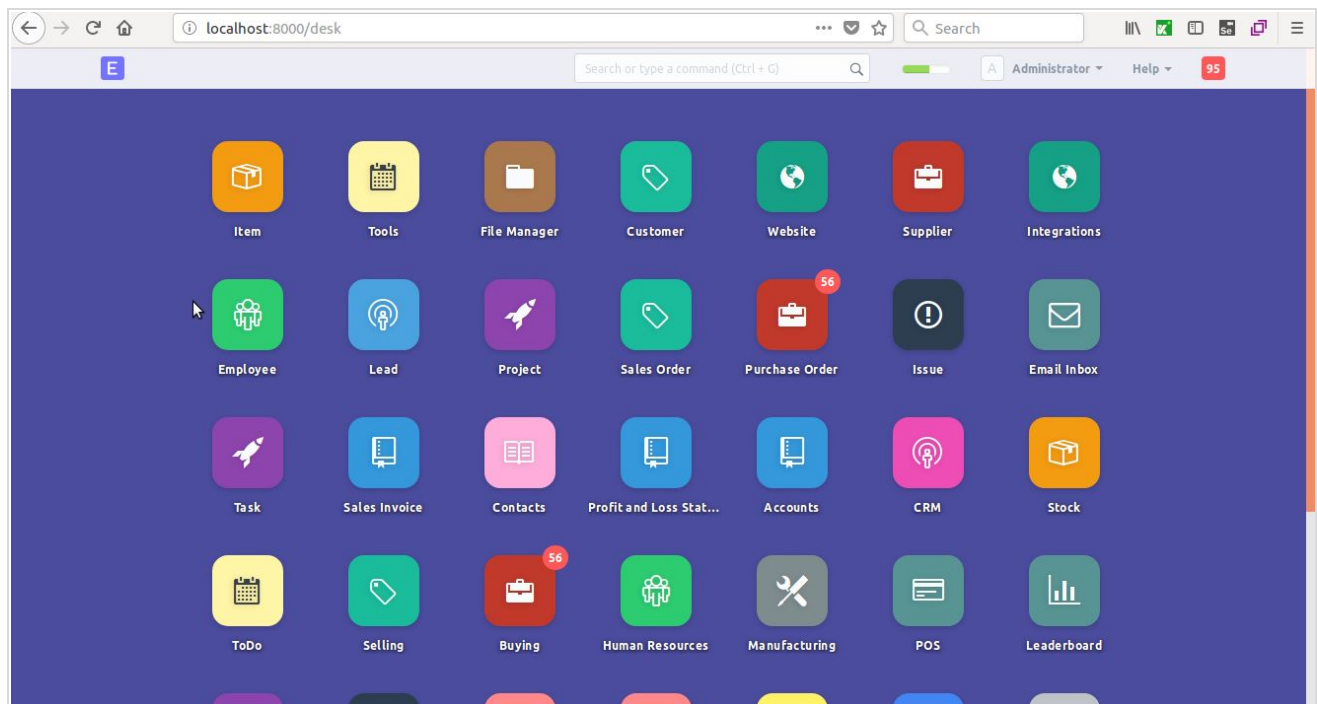 localhost:8000/desk
Search
E
Search or type a command (Ctrl + G)
A Administrator
Help
95
Item Tools File Manager Customer Website Supplier Integrations
56
Employee Lead Project Sales Order Purchase Order Issue Email Inbox
Task Sales Invoice Contacts Profit and Loss Stat... Accounts CRM Stock
56
ToDo Selling Buying Human Resources Manufacturing POS Leaderboard